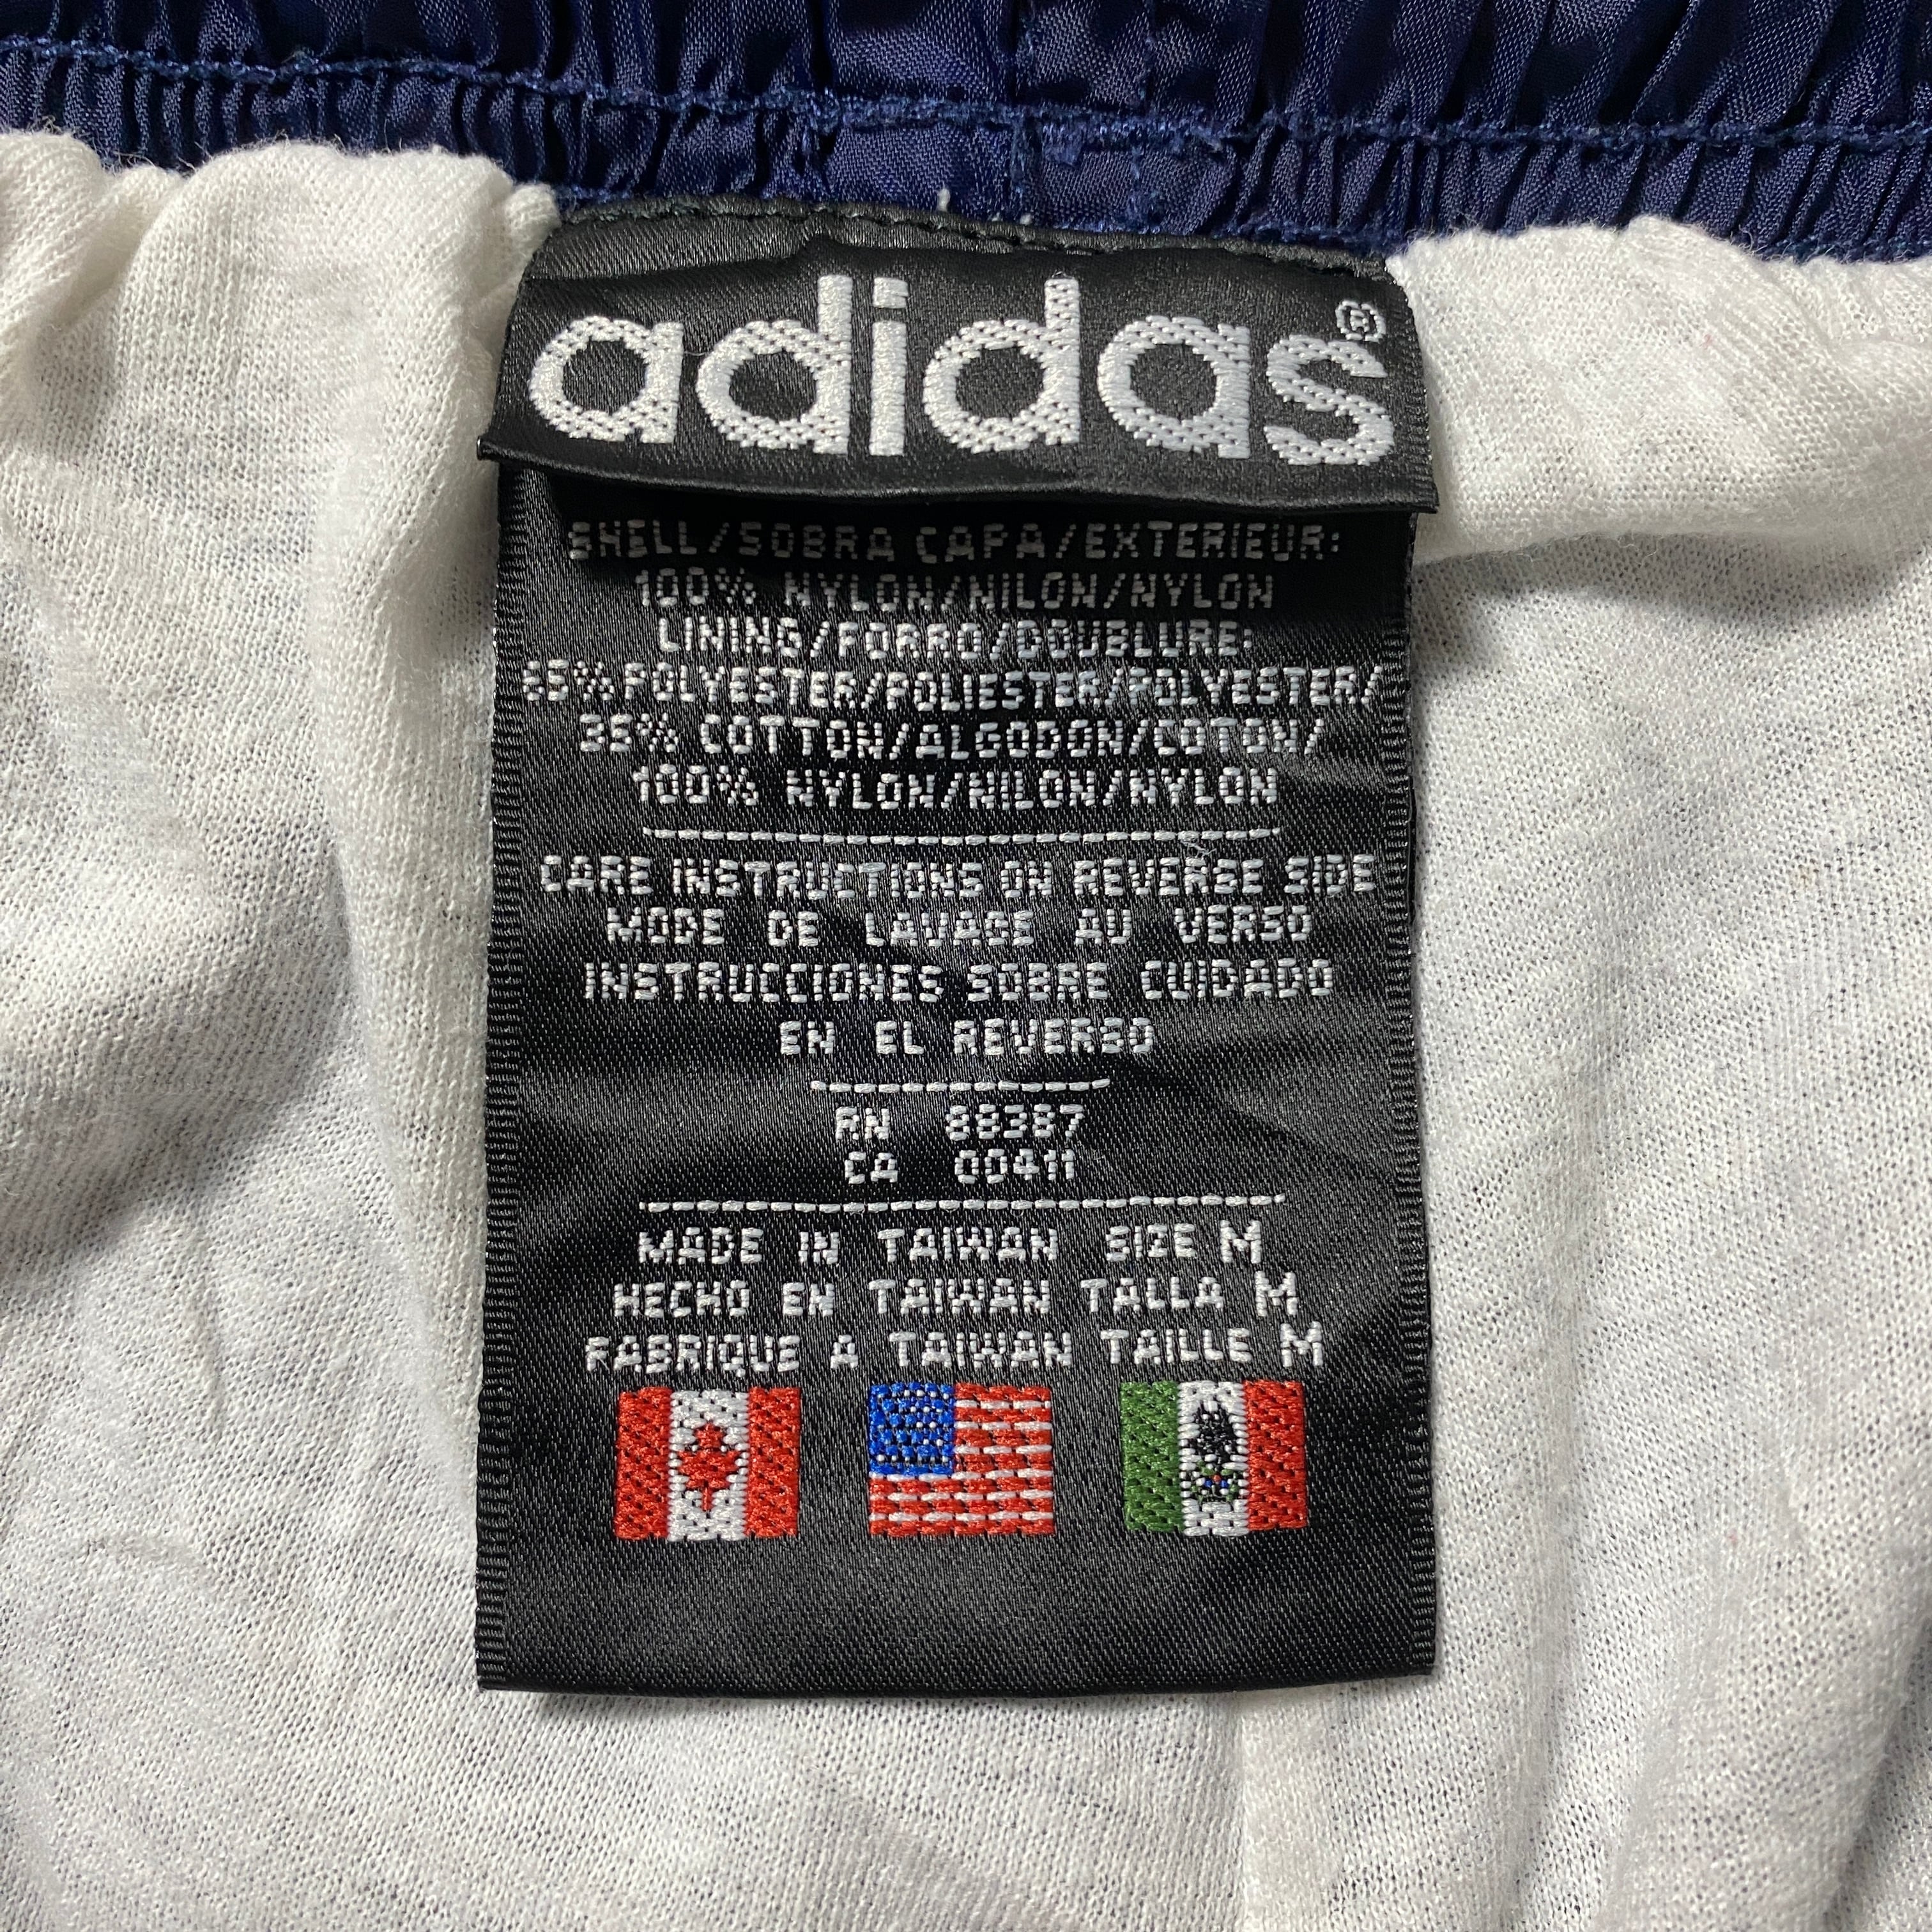 adidas®
SHELL/SOBRA CAPA/EXTERIEUR:
100% NYLON/NILON/NYLON
LINING/FORRO/DOUBLURE:
65% POLYESTER/POLIESTER/POLYESTER/
35% COTTON/ALGODON/COTON/
100% NYLON/NILON/NYLON
CARE INSTRUCTIONS ON REVERSE SIDE
MODE DE LAVAGE AU VERSO
INSTRUCCIONES SOBRE CUIDADO
EN EL REVERSO
RN 88387
CA 00411
MADE IN TAIWAN SIZE M
HECHO EN TAIWAN TALLA M
FABRIQUE A TAIWAN TAILLE M